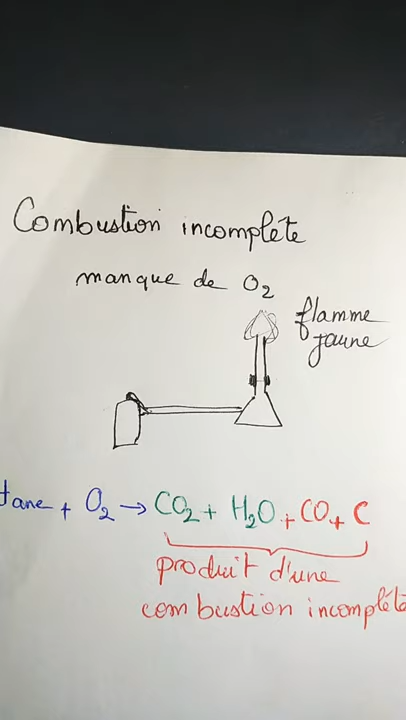 Combustion incomplète
manque de O2
flamme
jaune
tane + O2 → CO2 + H2O + CO + C
produit d'une
combustion incomplète